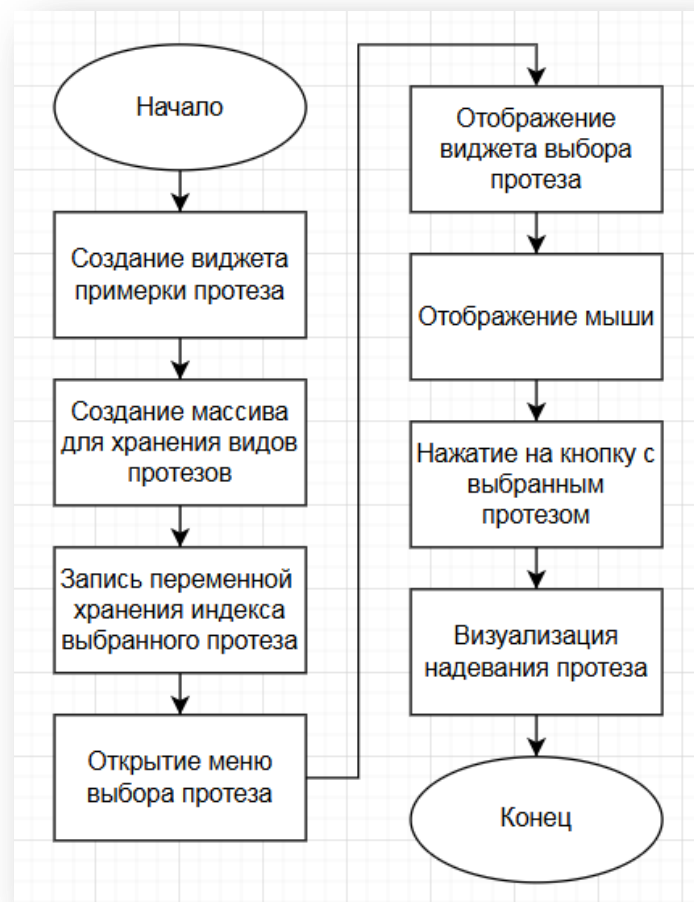 Начало
Создание виджета
примерки протеза
Создание массива
для хранения видов
протезов
Запись переменной
хранения индекса
выбранного протеза
Открытие меню
выбора протеза
Отображение
виджета выбора
протеза
Отображение мыши
Нажатие на кнопку с
выбранным
протезом
Визуализация
надевания протеза
Конец